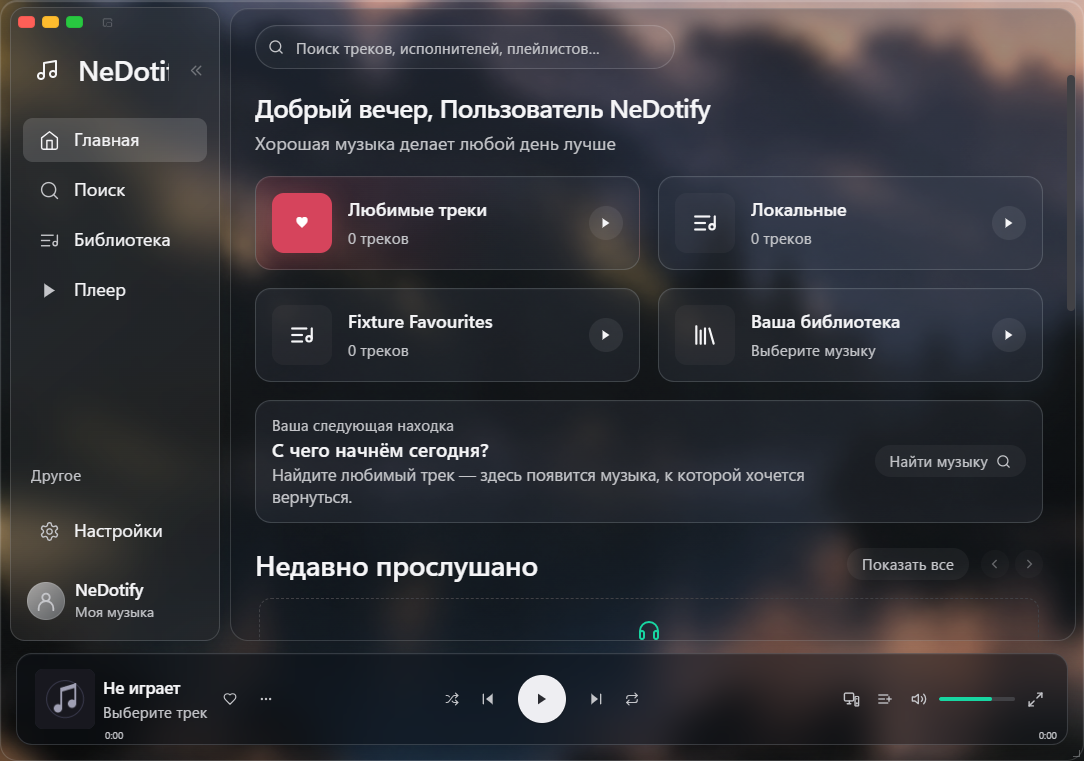 NeDotif
Главная
Поиск
Библиотека
Плеер
Другое
Настройки
NeDotify
Моя музыка
Поиск треков, исполнителей, плейлистов...
Добрый вечер, Пользователь NeDotify
Хорошая музыка делает любой день лучше
Любимые треки
0 треков
Локальные
0 треков
Fixture Favourites
0 треков
Ваша библиотека
Выберите музыку
Ваша следующая находка
С чего начнём сегодня?
Найдите любимый трек — здесь появится музыка, к которой хочется
вернуться.
Найти музыку
Недавно прослушано
Показать все
Не играет
Выберите трек
0:00
0:00